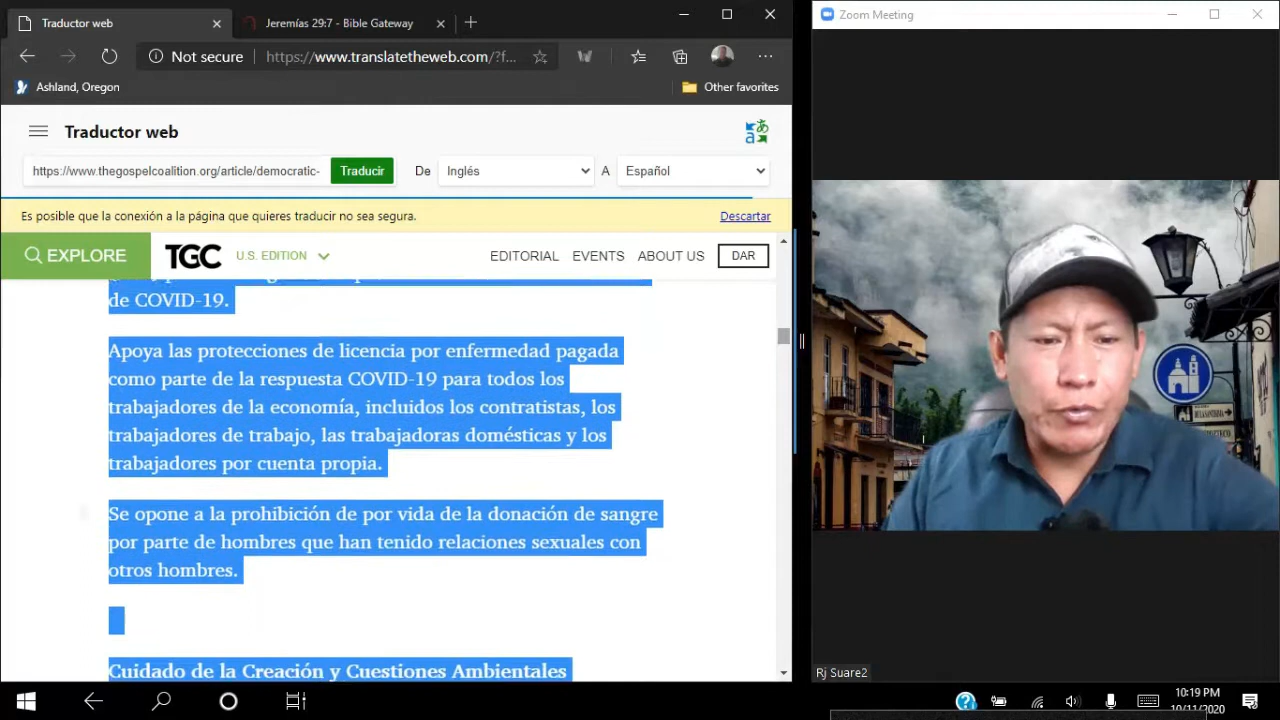 Traductor web
Jeremías 29:7 - Bible Gateway
Zoom Meeting
Not secure
https://www.translatetheweb.com/?f...
Ashland, Oregon
Other favorites
Traductor web
https://www.thegospelcoalition.org/article/democratic-
Traducir
De
Inglés
A
Español
Es posible que la conexión a la página que quieres traducir no sea segura.
Descartar
EXPLORE
TGC
U.S. EDITION
EDITORIAL
EVENTS
ABOUT US
DAR
de COVID-19.
Apoya las protecciones de licencia por enfermedad pagada
como parte de la respuesta COVID-19 para todos los
trabajadores de la economía, incluidos los contratistas, los
trabajadores de trabajo, las trabajadoras domésticas y los
trabajadores por cuenta propia.
Se opone a la prohibición de por vida de la donación de sangre
por parte de hombres que han tenido relaciones sexuales con
otros hombres.
Cuidado de la Creación y Cuestiones Ambientales
Rj Suare2
10:19 PM
10/11/2020